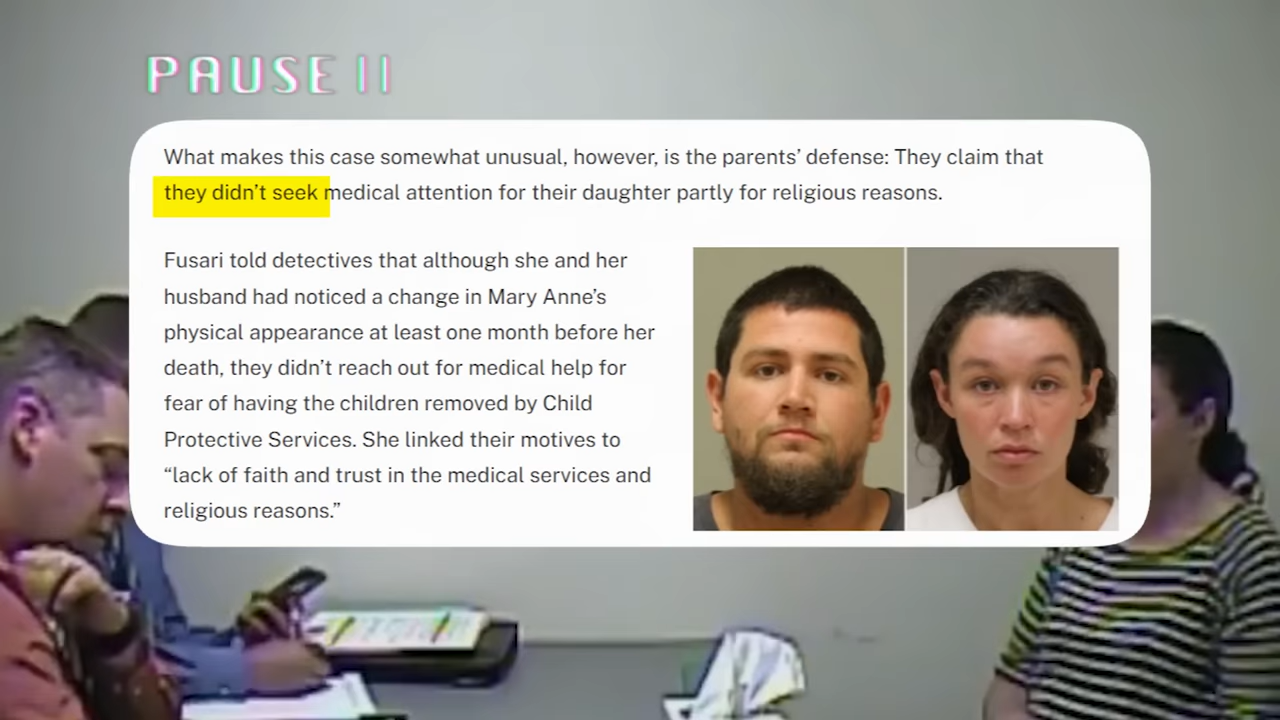 PAUSE II
What makes this case somewhat unusual, however, is the parents’ defense: They claim that
they didn’t seek medical attention for their daughter partly for religious reasons.
Fusari told detectives that although she and her
husband had noticed a change in Mary Anne’s
physical appearance at least one month before her
death, they didn’t reach out for medical help for
fear of having the children removed by Child
Protective Services. She linked their motives to
“lack of faith and trust in the medical services and
religious reasons.”